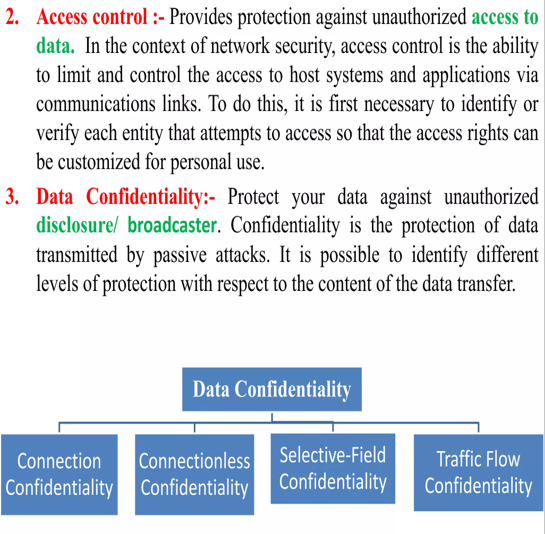 2. Access control :- Provides protection against unauthorized access to
data. In the context of network security, access control is the ability
to limit and control the access to host systems and applications via
communications links. To do this, it is first necessary to identify or
verify each entity that attempts to access so that the access rights can
be customized for personal use.
3. Data Confidentiality:- Protect your data against unauthorized
disclosure/ broadcaster. Confidentiality is the protection of data
transmitted by passive attacks. It is possible to identify different
levels of protection with respect to the content of the data transfer.
Data Confidentiality
Connection
Confidentiality
Connectionless
Confidentiality
Selective-Field
Confidentiality
Traffic Flow
Confidentiality